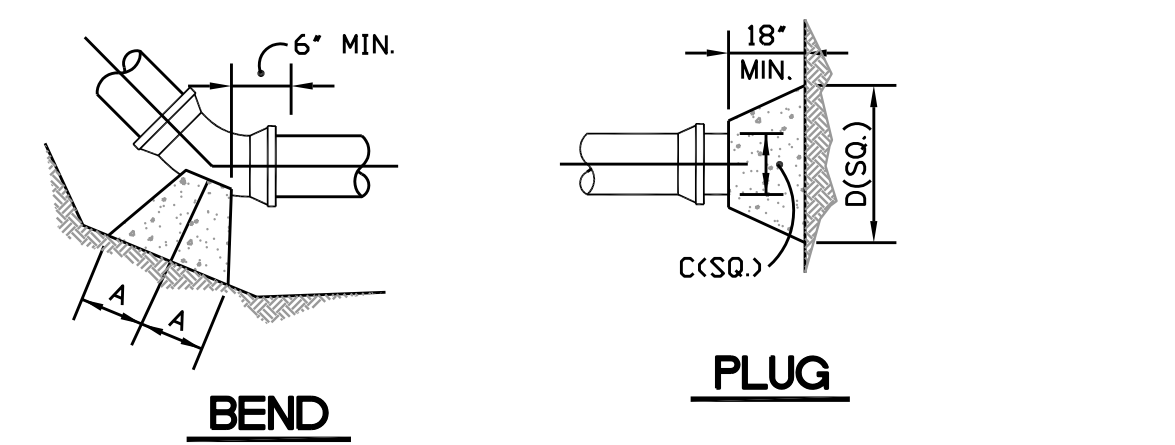 6" MIN.
A
A
BEND
18"
MIN.
D(SQ.)
C(SQ.)
PLUG